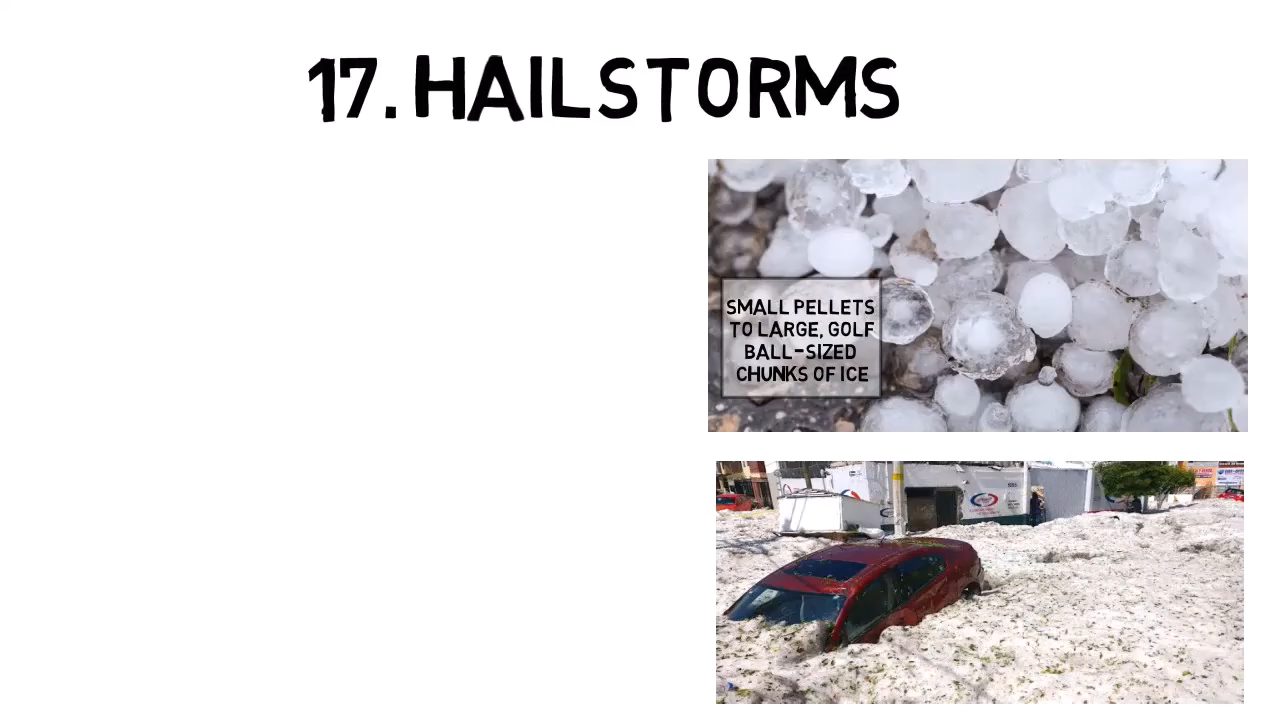 17. HAILSTORMS
SMALL PELLETS
TO LARGE, GOLF
BALL-SIZED
CHUNKS OF ICE